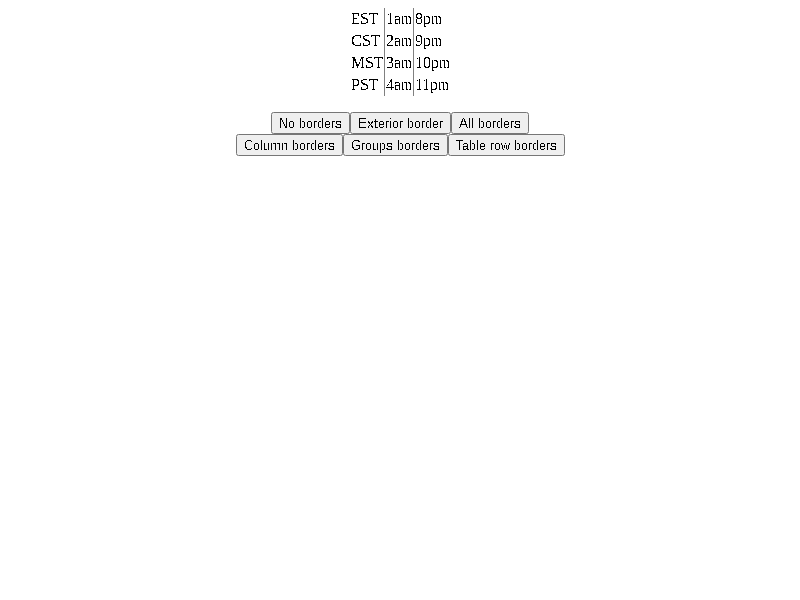 EST 1am 8pm
CST 2am 9pm
MST 3am 10pm
PST 4am 11pm
No borders Exterior border All borders
Column borders Groups borders Table row borders